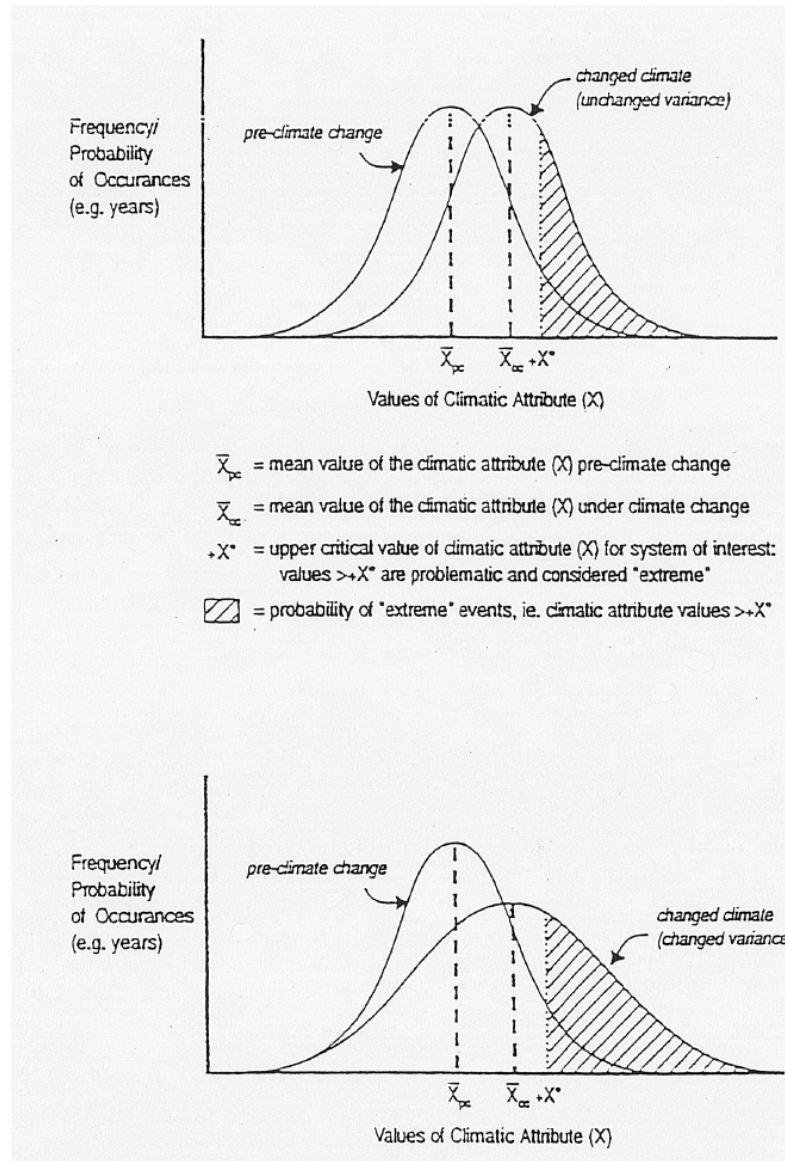 changed climate
(unchanged variance)
Frequency/
Probability
of Occurances
(e.g. years)
pre-climate change
X̅pc X̅cc +X*
Values of Climatic Attribute (X)
X̅pc = mean value of the climatic attribute (X) pre-climate change
X̅cc = mean value of the climatic attribute (X) under climate change
+X* = upper critical value of climatic attribute (X) for system of interest:
values >+X* are problematic and considered "extreme"
= probability of "extreme" events, ie. climatic attribute values >+X*
Frequency/
Probability
of Occurances
(e.g. years)
pre-climate change
changed climate
(changed variance
X̅pc X̅cc +X*
Values of Climatic Attribute (X)